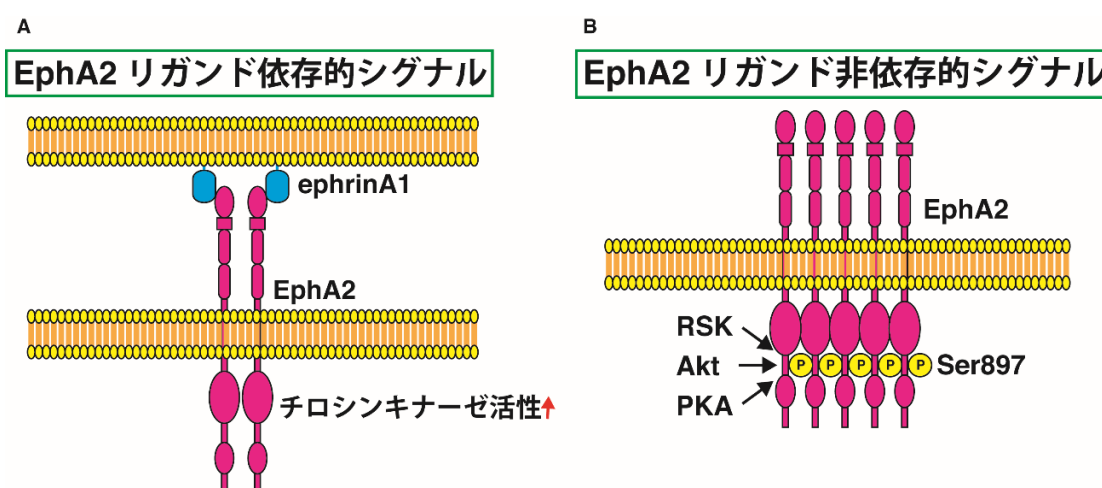 A
EphA2 リガンド依存的シグナル
ephrinA1
EphA2
チロシンキナーゼ活性
B
EphA2 リガンド非依存的シグナル
EphA2
RSK
Akt
PKA
P P P P P
Ser897